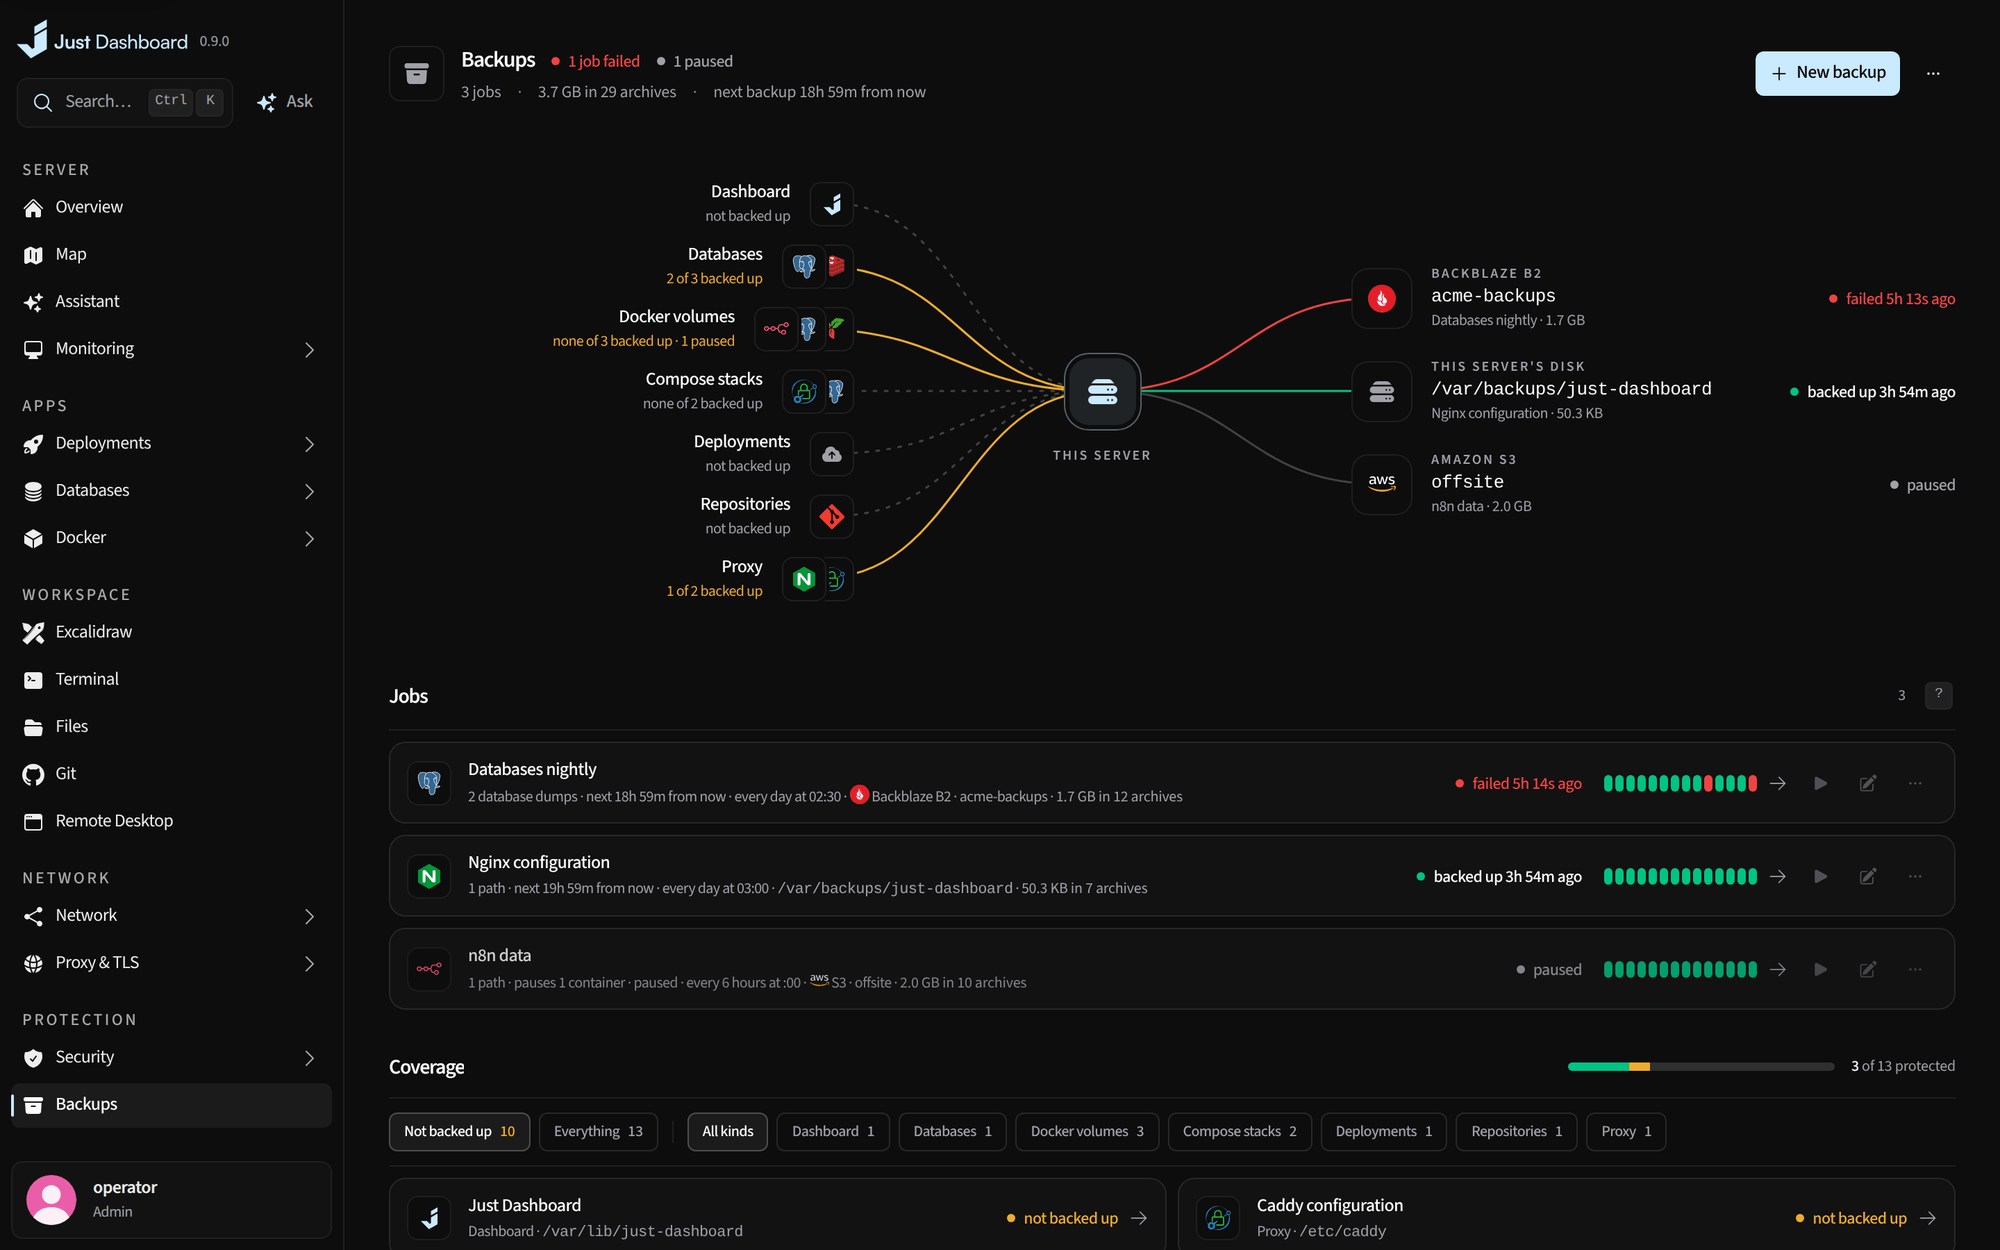 Just Dashboard 0.9.0
Search... Ctrl K Ask
SERVER
Overview
Map
Assistant
Monitoring
APPS
Deployments
Databases
Docker
WORKSPACE
Excalidraw
Terminal
Files
Git
Remote Desktop
NETWORK
Network
Proxy & TLS
PROTECTION
Security
Backups
operator
Admin
Backups 1 job failed 1 paused
3 jobs · 3.7 GB in 29 archives · next backup 18h 59m from now
New backup
Dashboard
not backed up
Databases
2 of 3 backed up
Docker volumes
none of 3 backed up · 1 paused
Compose stacks
none of 2 backed up
Deployments
not backed up
Repositories
not backed up
Proxy
1 of 2 backed up
THIS SERVER
BACKBLAZE B2
acme-backups
Databases nightly · 1.7 GB
failed 5h 13s ago
THIS SERVER'S DISK
/var/backups/just-dashboard
Nginx configuration · 50.3 KB
backed up 3h 54m ago
aws
AMAZON S3
offsite
n8n data · 2.0 GB
paused
Jobs 3 ?
Databases nightly
2 database dumps · next 18h 59m from now · every day at 02:30 · Backblaze B2 · acme-backups · 1.7 GB in 12 archives
failed 5h 14s ago
Nginx configuration
1 path · next 19h 59m from now · every day at 03:00 · /var/backups/just-dashboard · 50.3 KB in 7 archives
backed up 3h 54m ago
n8n data
1 path · pauses 1 container · paused · every 6 hours at :00 · aws S3 · offsite · 2.0 GB in 10 archives
paused
Coverage 3 of 13 protected
Not backed up 10 Everything 13 All kinds Dashboard 1 Databases 1 Docker volumes 3 Compose stacks 2 Deployments 1 Repositories 1 Proxy 1
Just Dashboard
Dashboard · /var/lib/just-dashboard
not backed up
Caddy configuration
Proxy · /etc/caddy
not backed up